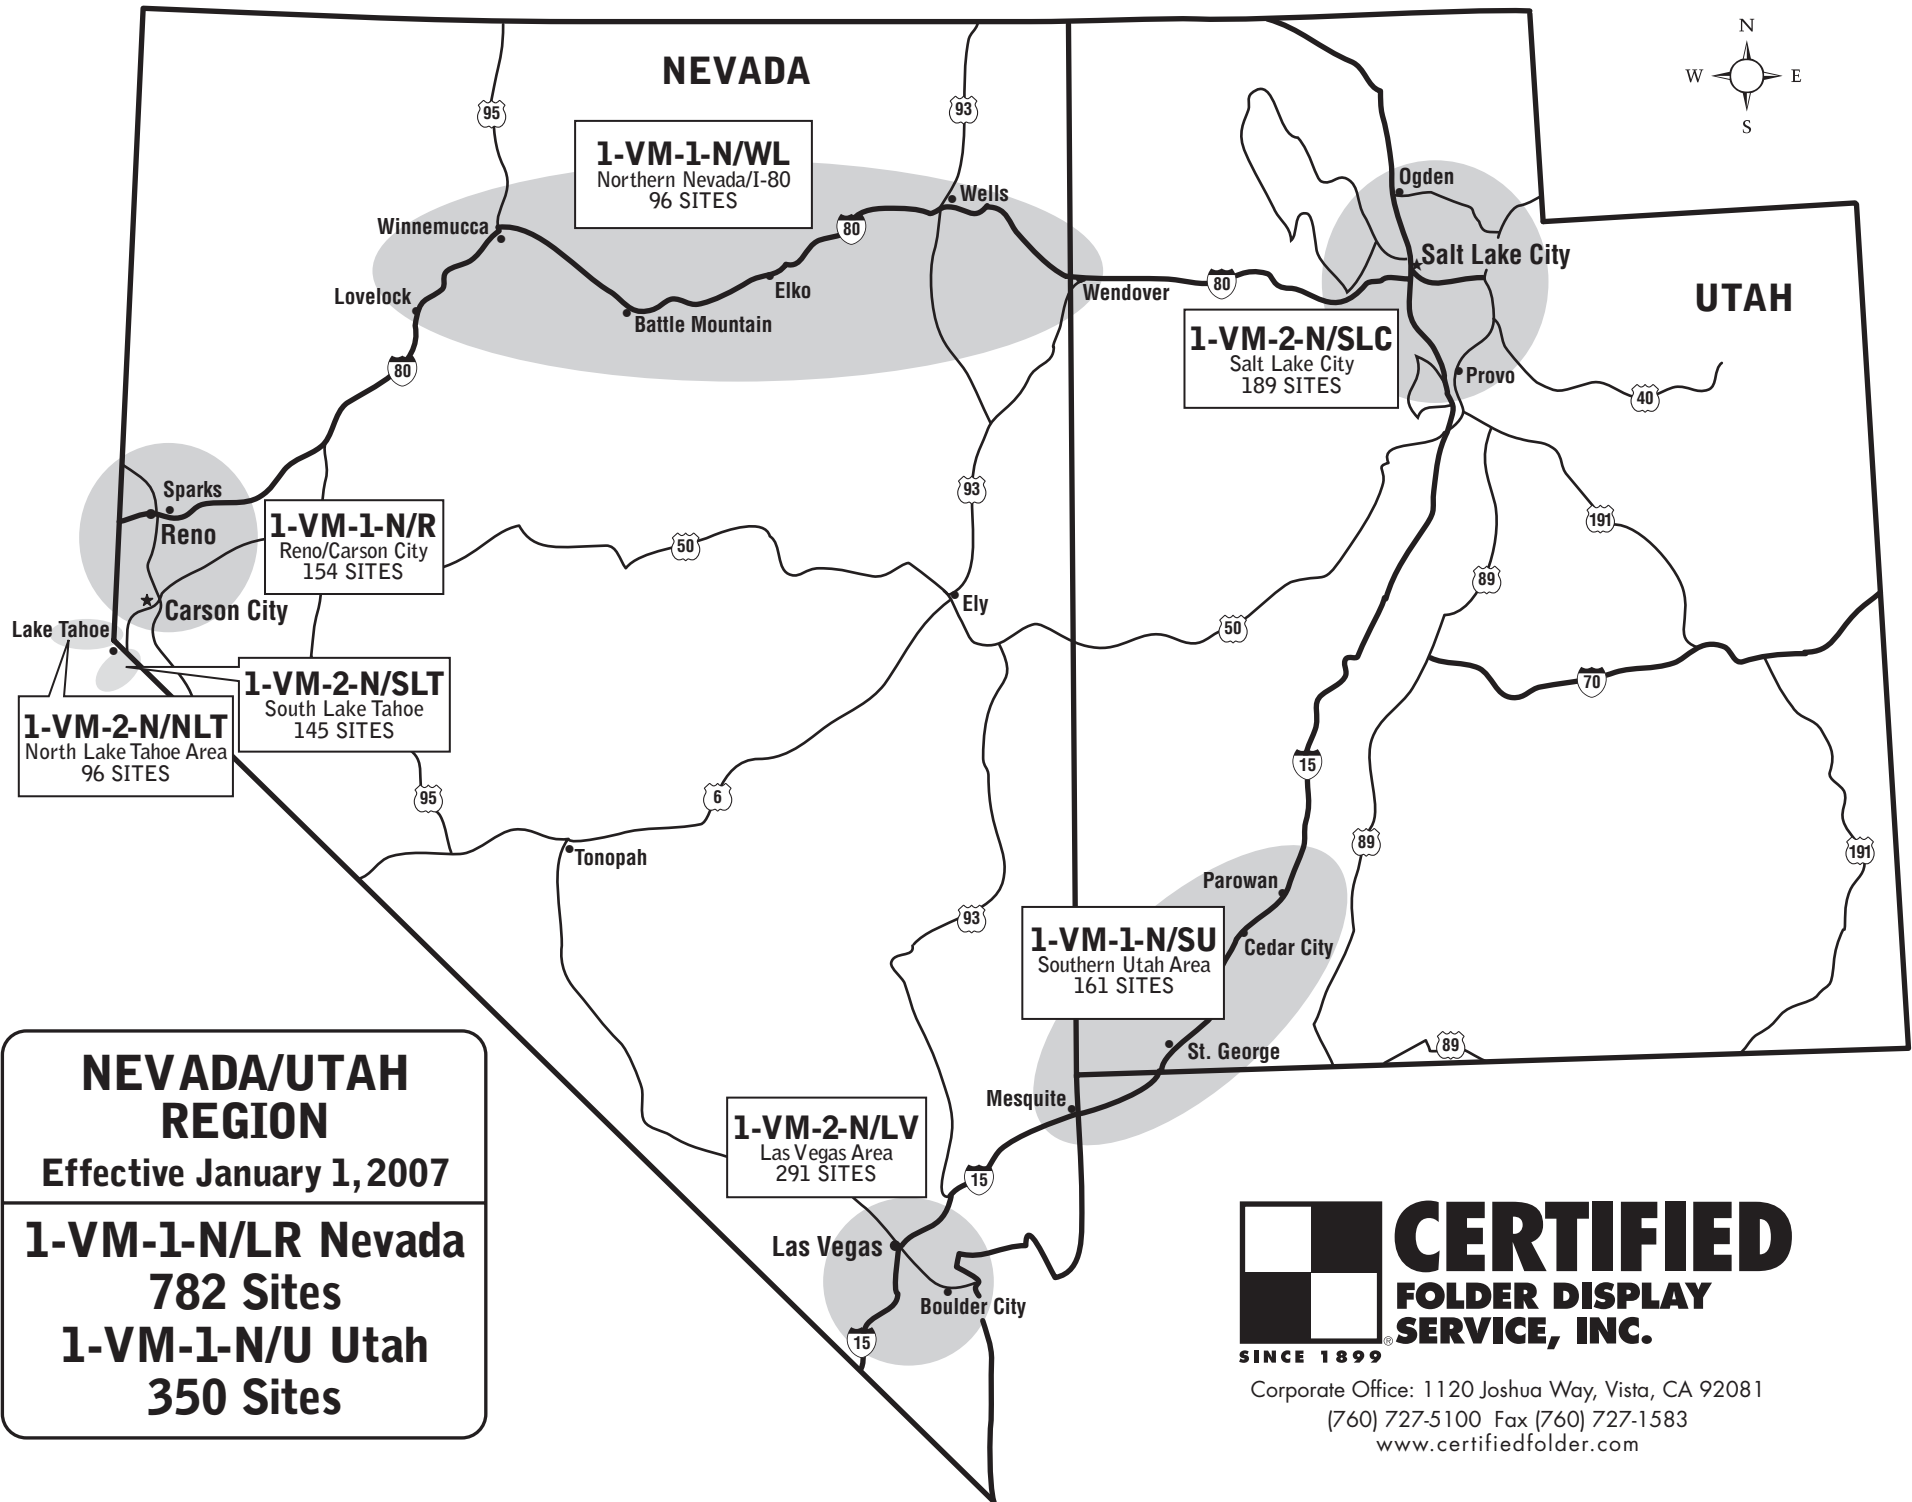 NEVADA
N
W E
S
95
93
1-VM-1-N/WL
Northern Nevada/I-80
96 SITES
Ogden
Wells
Winnemucca
80
Salt Lake City
Elko
80
Wendover
Lovelock
UTAH
Battle Mountain
1-VM-2-N/SLC
Salt Lake City
189 SITES
80
Provo
40
Sparks
93
Reno
1-VM-1-N/R
Reno/Carson City
154 SITES
191
50
89
Ely
Carson City
Lake Tahoe
50
1-VM-2-N/SLT
South Lake Tahoe
145 SITES
70
1-VM-2-N/NLT
North Lake Tahoe Area
96 SITES
15
95
6
89
191
Tonopah
Parowan
93
1-VM-1-N/SU
Southern Utah Area
161 SITES
Cedar City
89
St. George
Mesquite
1-VM-2-N/LV
Las Vegas Area
291 SITES
15
Las Vegas
Boulder City
15
NEVADA/UTAH
REGION
Effective January 1, 2007
1-VM-1-N/LR Nevada
782 Sites
1-VM-1-N/U Utah
350 Sites
CERTIFIED
FOLDER DISPLAY
®SERVICE, INC.
SINCE 1899
Corporate Office: 1120 Joshua Way, Vista, CA 92081
(760) 727-5100 Fax (760) 727-1583
www.certifiedfolder.com